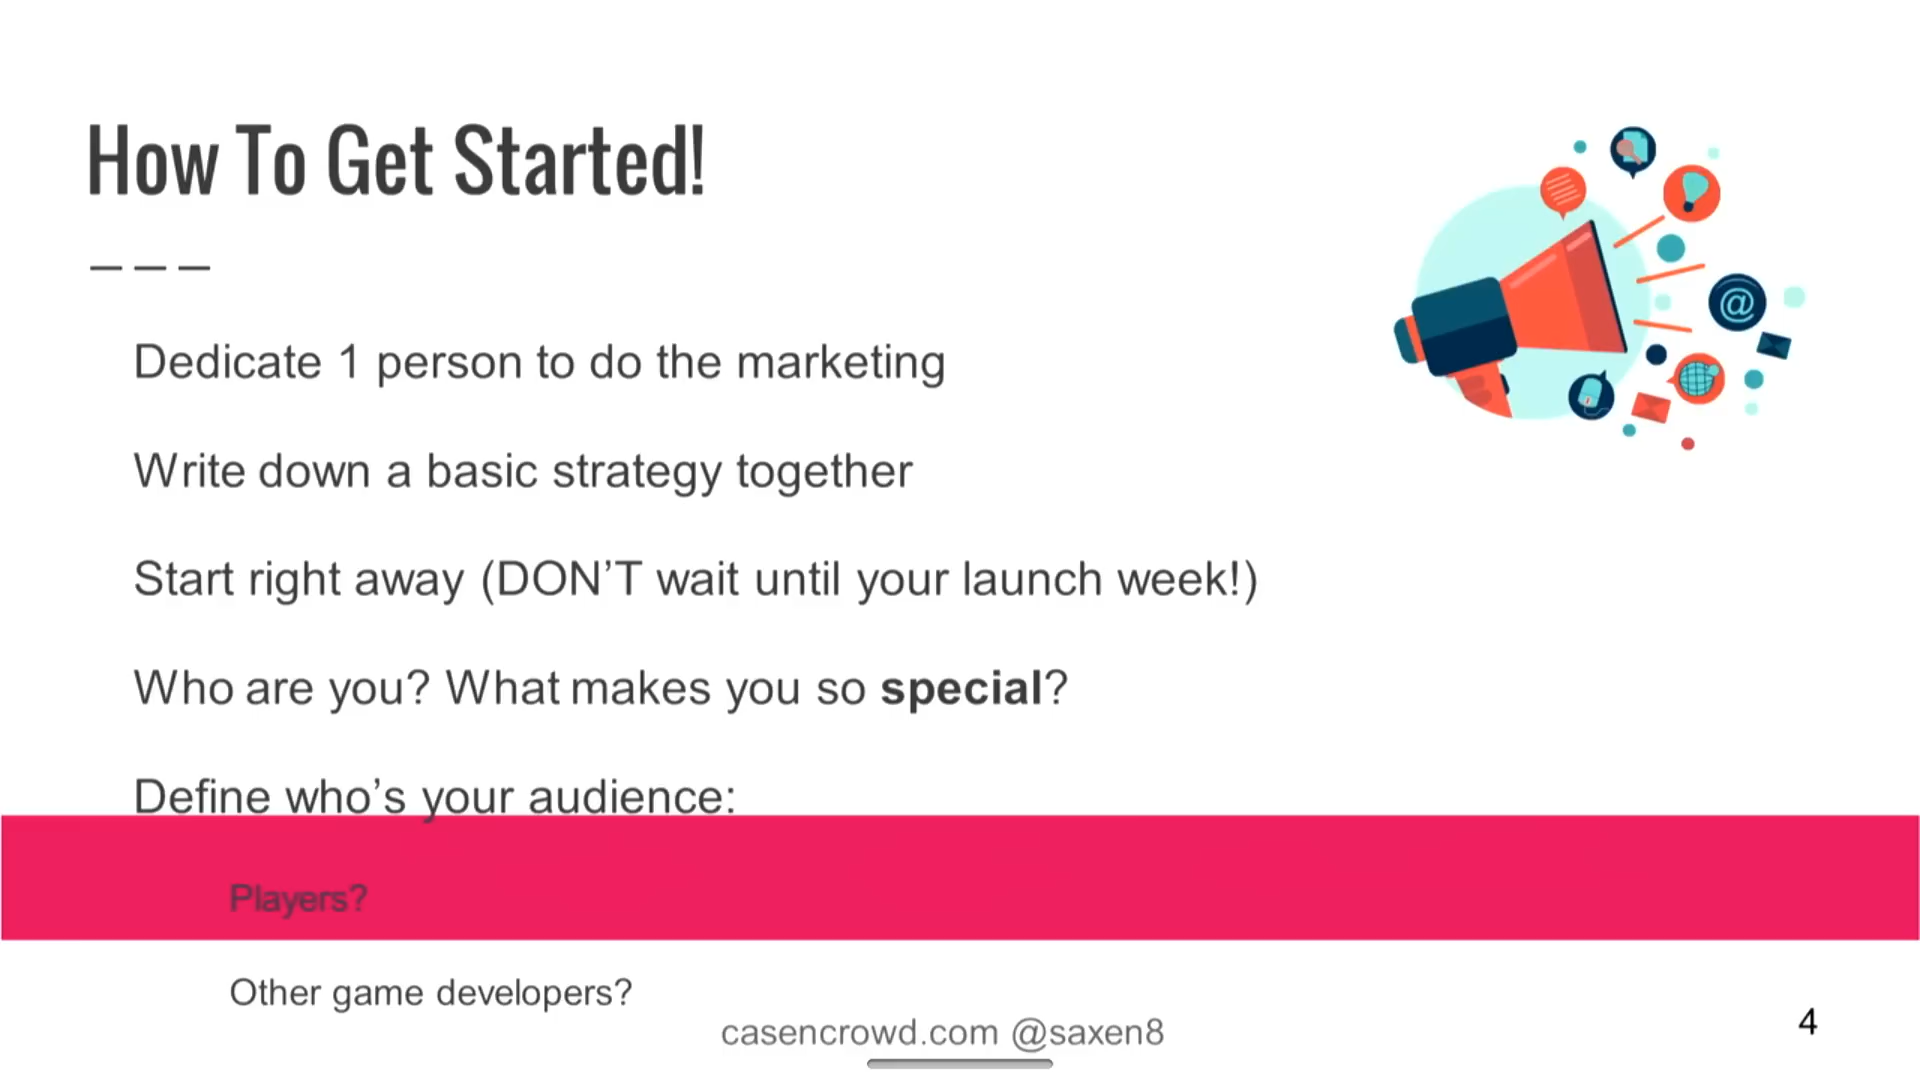 How To Get Started!
Dedicate 1 person to do the marketing
Write down a basic strategy together
Start right away (DON’T wait until your launch week!)
Who are you? What makes you so special?
Define who’s your audience:
Players?
Other game developers?
casencrowd.com @saxen8
4